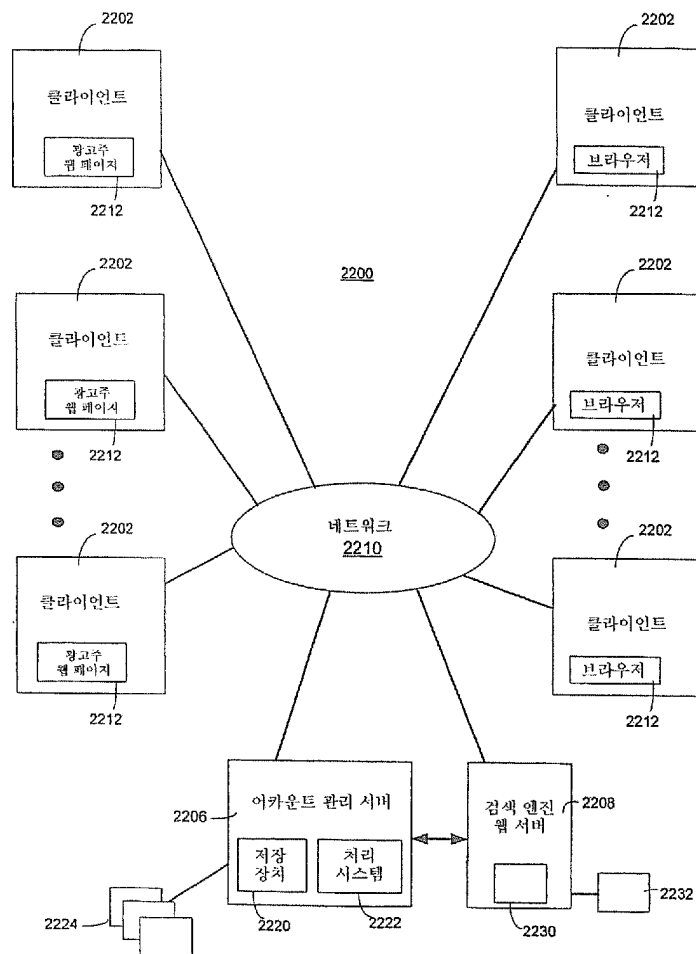 2202
클라이언트
광고주
웹 페이지
2212
2202
클라이언트
브라우저
2212
2200
2202
클라이언트
광고주
웹 페이지
2212
2202
클라이언트
브라우저
2212
네트워크
2210
2202
클라이언트
광고주
웹 페이지
2212
2202
클라이언트
브라우저
2212
2206
어카운트 관리 서버
저장
장치
처리
시스템
2220
2222
2224
검색 엔진
웹 서버
2208
2230
2232